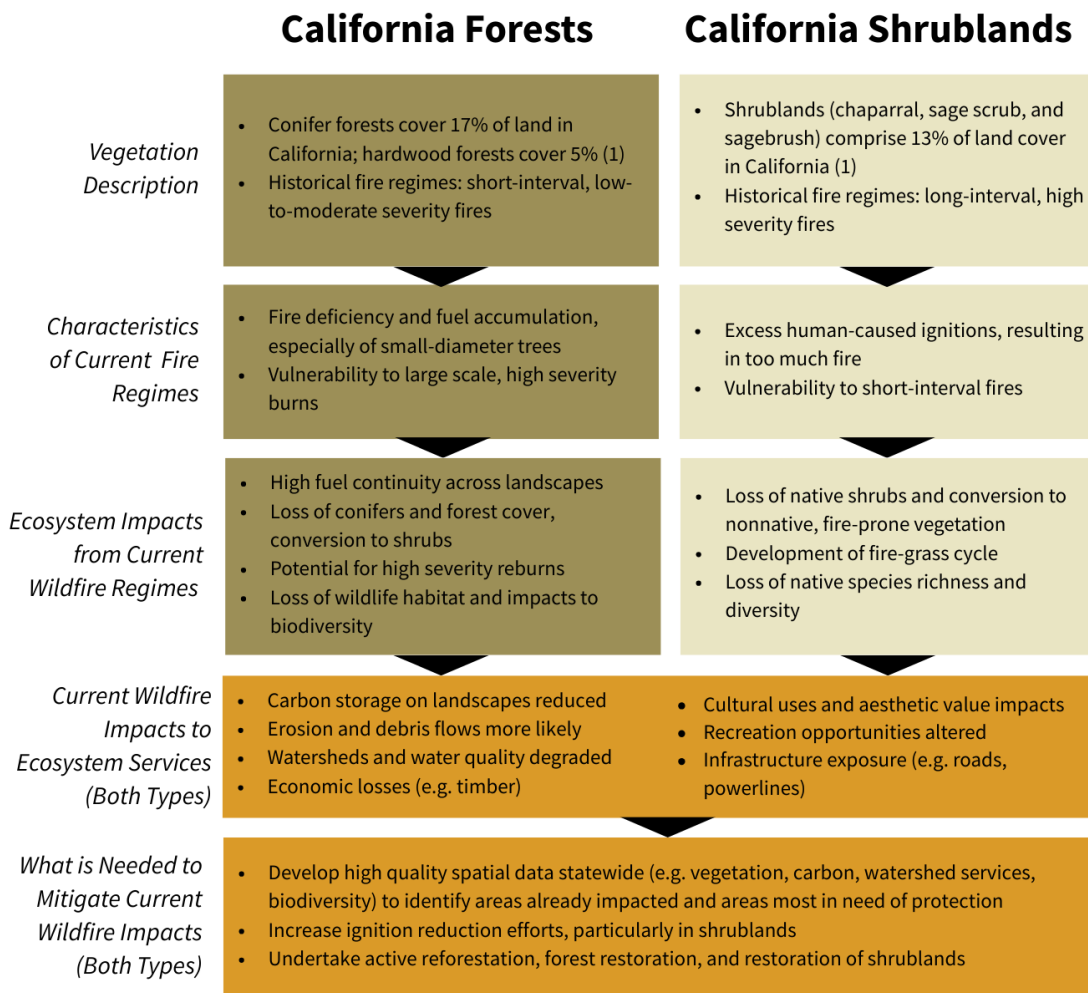 California Forests
California Shrublands
Vegetation
Description
• Conifer forests cover 17% of land in
California; hardwood forests cover 5% (1)
• Historical fire regimes: short-interval, low-
to-moderate severity fires
• Shrublands (chaparral, sage scrub, and
sagebrush) comprise 13% of land cover
in California (1)
• Historical fire regimes: long-interval, high
severity fires
Characteristics
of Current Fire
Regimes
• Fire deficiency and fuel accumulation,
especially of small-diameter trees
• Vulnerability to large scale, high severity
burns
• Excess human-caused ignitions, resulting
in too much fire
• Vulnerability to short-interval fires
Ecosystem Impacts
from Current
Wildfire Regimes
• High fuel continuity across landscapes
• Loss of conifers and forest cover,
conversion to shrubs
• Potential for high severity reburns
• Loss of wildlife habitat and impacts to
biodiversity
• Loss of native shrubs and conversion to
nonnative, fire-prone vegetation
• Development of fire-grass cycle
• Loss of native species richness and
diversity
Current Wildfire
Impacts to
Ecosystem Services
(Both Types)
• Carbon storage on landscapes reduced
• Erosion and debris flows more likely
• Watersheds and water quality degraded
• Economic losses (e.g. timber)
• Cultural uses and aesthetic value impacts
• Recreation opportunities altered
• Infrastructure exposure (e.g. roads,
powerlines)
What is Needed to
Mitigate Current
Wildfire Impacts
(Both Types)
• Develop high quality spatial data statewide (e.g. vegetation, carbon, watershed services,
biodiversity) to identify areas already impacted and areas most in need of protection
• Increase ignition reduction efforts, particularly in shrublands
• Undertake active reforestation, forest restoration, and restoration of shrublands